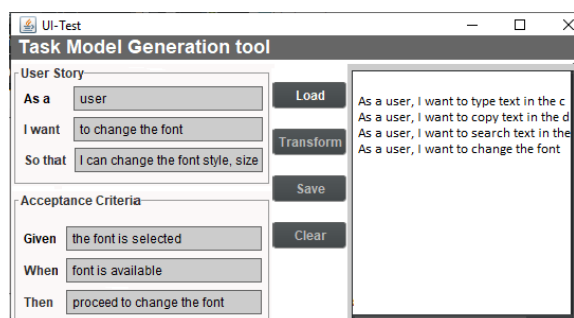 UI-Test
Task Model Generation tool
User Story
As a user
I want to change the font
So that I can change the font style, size
Acceptance Criteria
Given the font is selected
When font is available
Then proceed to change the font
Load
Transform
Save
Clear
As a user, I want to type text in the c
As a user, I want to copy text in the d
As a user, I want to search text in the
As a user, I want to change the font